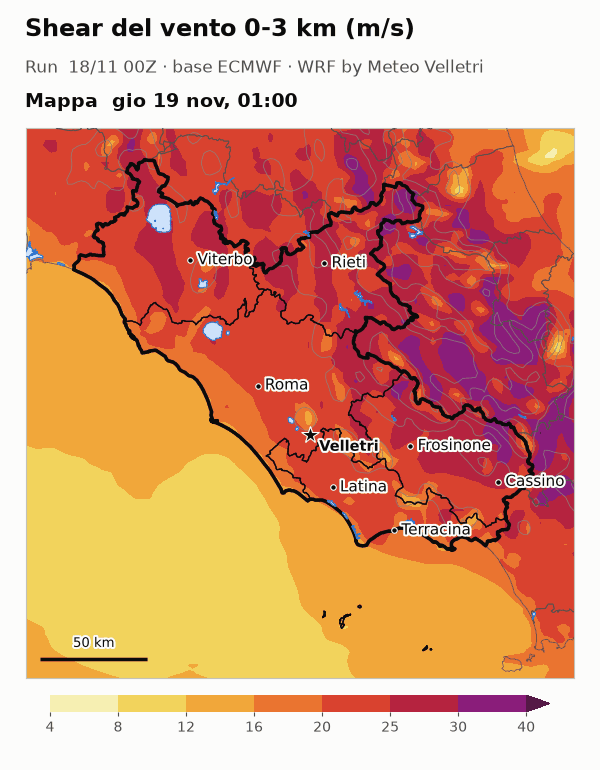 Shear del vento 0-3 km (m/s)
Run  18/11 00Z · base ECMWF · WRF by Meteo Velletri
Mappa  gio 19 nov, 01:00
Viterbo
Rieti
Roma
Velletri
Frosinone
Cassino
Latina
Terracina
50 km
4 8 12 16 20 25 30 40